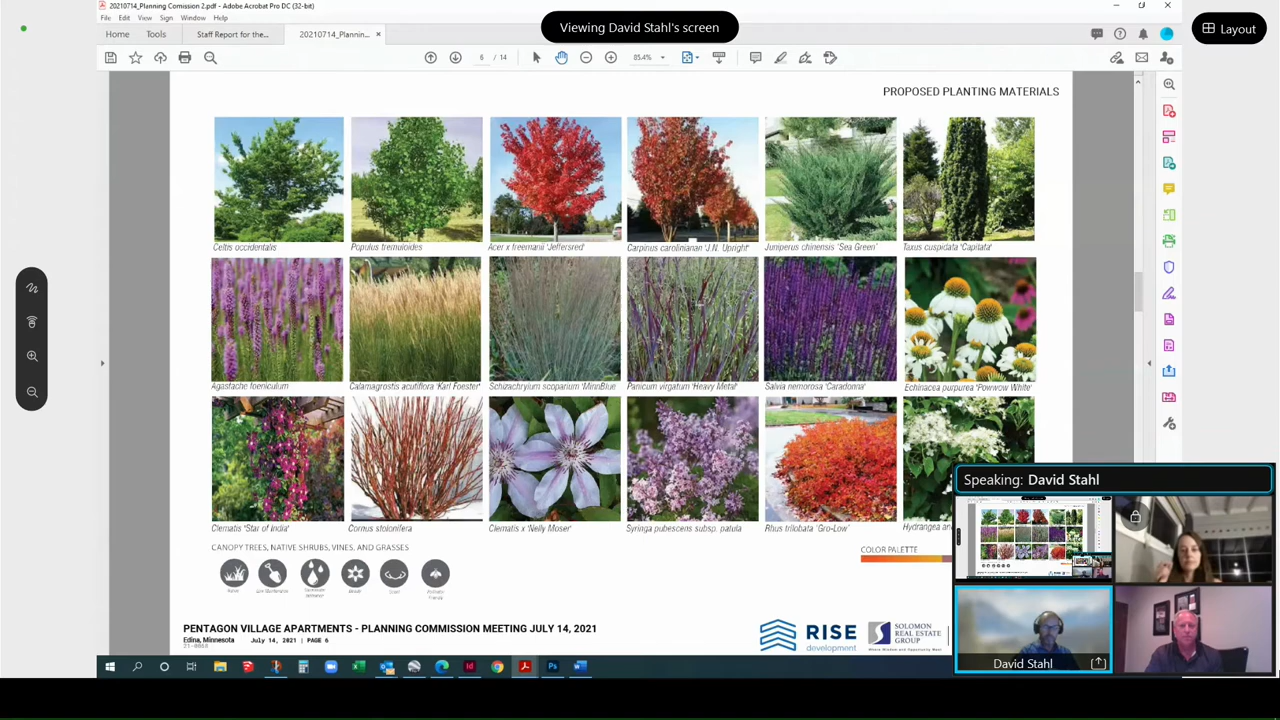 20210714_Planning Comission 2.pdf - Adobe Acrobat Pro DC (32-bit)
File Edit View Sign Window Help
Viewing David Stahl's screen
Layout
Home Tools Staff Report for the... 20210714_Plannin...
6 / 14 85.4%
PROPOSED PLANTING MATERIALS
Celtis occidentalis Populus tremuloides Acer x freemanii 'Jeffersred' Carpinus carolinianan 'J.N. Upright' Juniperus chinensis 'Sea Green' Taxus cuspidata 'Capitata'
Agastache foeniculum Calamagrostis acutiflora 'Karl Foester' Schizachryium scoparium 'MinnBlue Panicum virgatum 'Heavy Metal' Salvia nemorosa 'Caradonna' Echinacea purpurea 'Powwow White'
Clematis 'Star of India' Cornus stolonifera Clematis x 'Nelly Moser' Syringa pubescens subsp. patula Rhus trilobata 'Gro-Low' Hydrangea an
Speaking: David Stahl
CANOPY TREES, NATIVE SHRUBS, VINES, AND GRASSES
COLOR PALETTE
PENTAGON VILLAGE APARTMENTS - PLANNING COMMISSION MEETING JULY 14, 2021
Edina, Minnesota July 14, 2021 | PAGE 6
RISE
development
SOLOMON
REAL ESTATE
GROUP
David Stahl